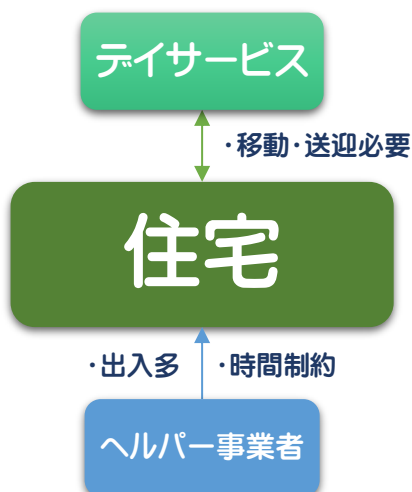 デイサービス
・移動・送迎必要
住宅
・出入多 ・時間制約
ヘルパー事業者